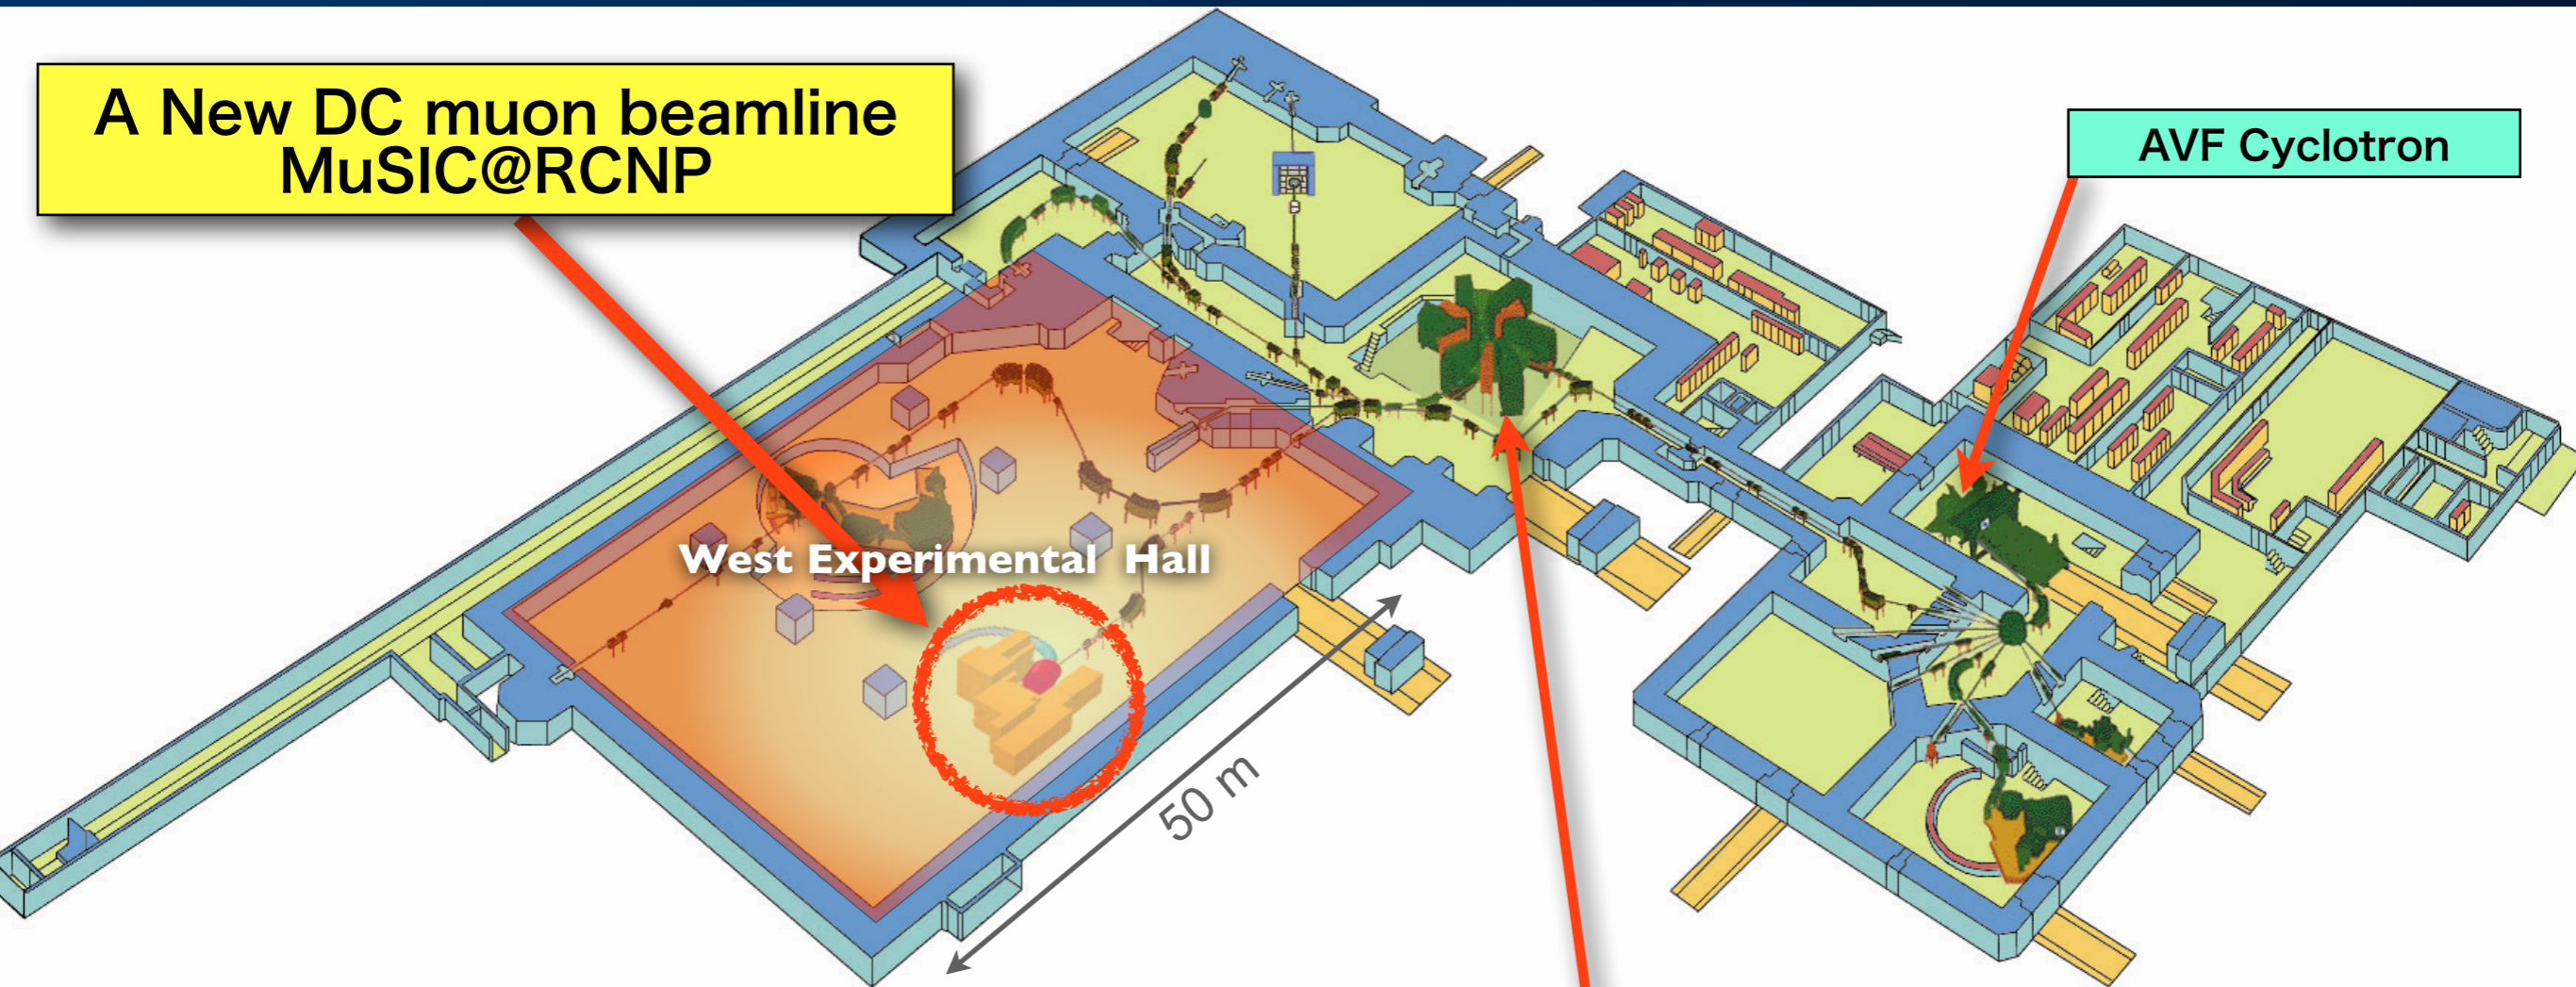 A New DC muon beamline
MuSIC@RCNP
AVF Cyclotron
West Experimental Hall
50 m